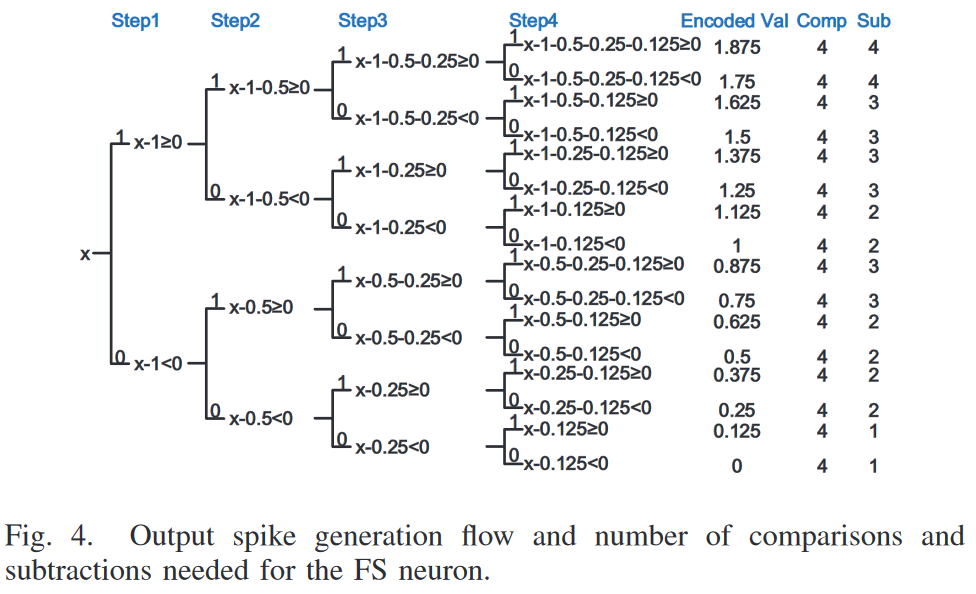 Step1 Step2 Step3 Step4 Encoded Val Comp Sub
1 x-1-0.5-0.25-0.125≥0 1.875 4 4
1 x-1-0.5-0.25≥0
0 x-1-0.5-0.25-0.125<0 1.75 4 4
1 x-1-0.5≥0
1 x-1-0.5-0.125≥0 1.625 4 3
0 x-1-0.5-0.25<0
0 x-1-0.5-0.125<0 1.5 4 3
1 x-1≥0
1 x-1-0.25-0.125≥0 1.375 4 3
1 x-1-0.25≥0
0 x-1-0.25-0.125<0 1.25 4 3
0 x-1-0.5<0
1 x-1-0.125≥0 1.125 4 2
0 x-1-0.25<0
0 x-1-0.125<0 1 4 2
x
1 x-0.5-0.25-0.125≥0 0.875 4 3
1 x-0.5-0.25≥0
0 x-0.5-0.25-0.125<0 0.75 4 3
1 x-0.5≥0
1 x-0.5-0.125≥0 0.625 4 2
0 x-0.5-0.25<0
0 x-0.5-0.125<0 0.5 4 2
0 x-1<0
1 x-0.25-0.125≥0 0.375 4 2
1 x-0.25≥0
0 x-0.25-0.125<0 0.25 4 2
0 x-0.5<0
1 x-0.125≥0 0.125 4 1
0 x-0.25<0
0 x-0.125<0 0 4 1
Fig. 4. Output spike generation flow and number of comparisons and
subtractions needed for the FS neuron.